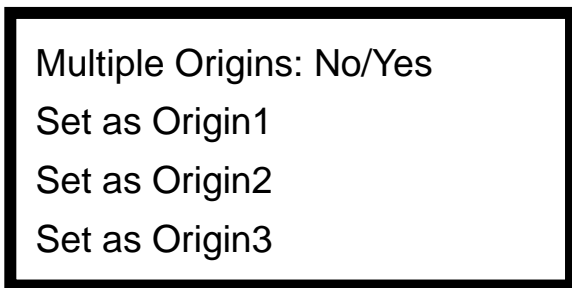 Multiple Origins: No/Yes
Set as Origin1
Set as Origin2
Set as Origin3